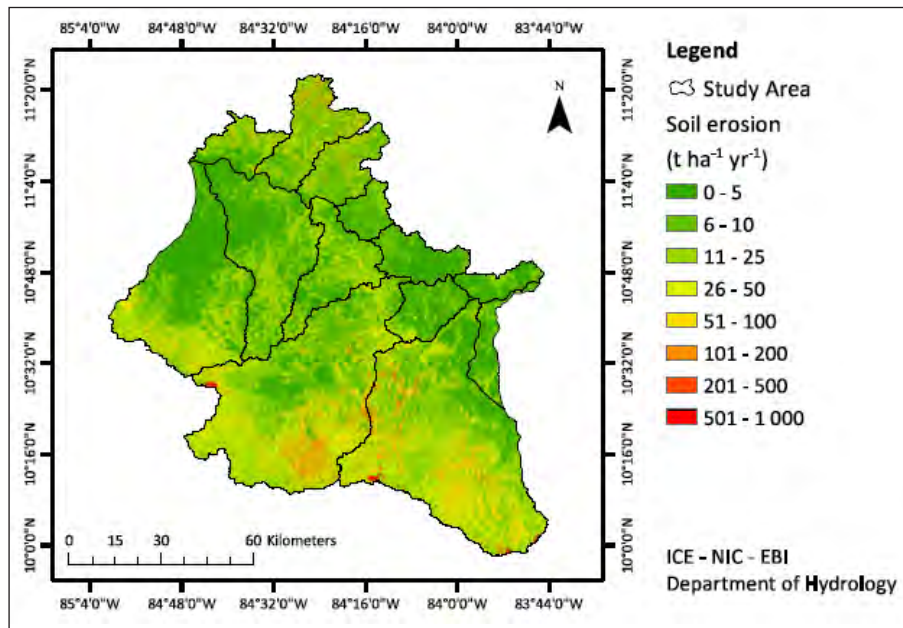 85°4'0"W 84°48'0"W 84°32'0"W 84°16'0"W 84°0'0"W 83°44'0"W
11°20'0"N 11°4'0"N 10°48'0"N 10°32'0"N 10°16'0"N 10°0'0"N
N
11°20'0"N 11°4'0"N 10°48'0"N 10°32'0"N 10°16'0"N 10°0'0"N
0 15 30 60 Kilometers
85°4'0"W 84°48'0"W 84°32'0"W 84°16'0"W 84°0'0"W 83°44'0"W
Legend
Study Area
Soil erosion
(t ha⁻¹ yr⁻¹)
0 - 5
6 - 10
11 - 25
26 - 50
51 - 100
101 - 200
201 - 500
501 - 1 000
ICE - NIC - EBI
Department of Hydrology